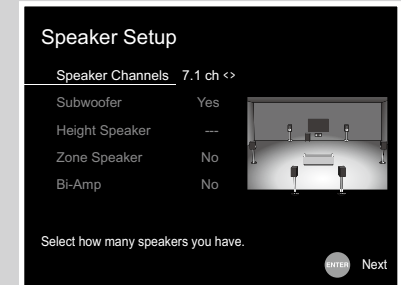 Speaker Setup
Speaker Channels 7.1 ch <>
Subwoofer Yes
Height Speaker ---
Zone Speaker No
Bi-Amp No
Select how many speakers you have.
ENTER Next